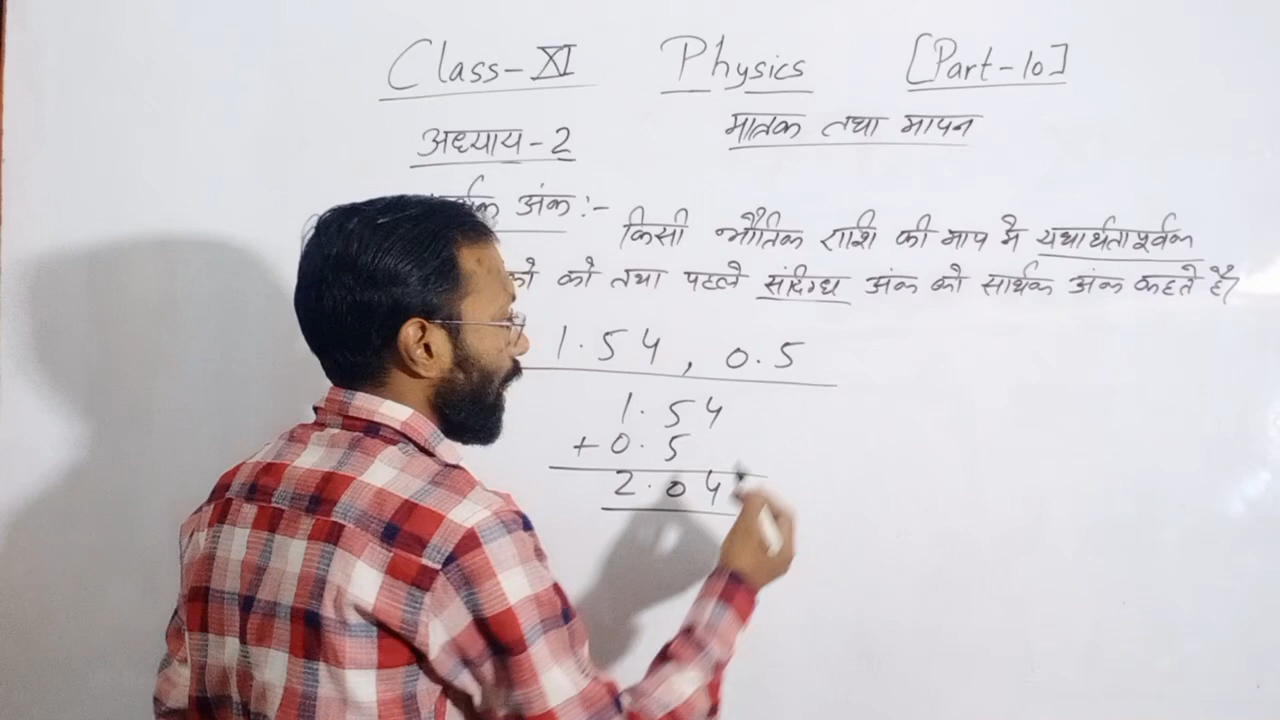 Class-XI Physics [Part-10]
अध्याय-2 मात्रक तथा मापन
अंक :-
किसी भौतिक राशि की माप मे यथार्थतापूर्वक
को तथा पहले संदिग्ध अंक को सार्थक अंक कहते है।
1.54, 0.5
1.54
+0.5
2.04